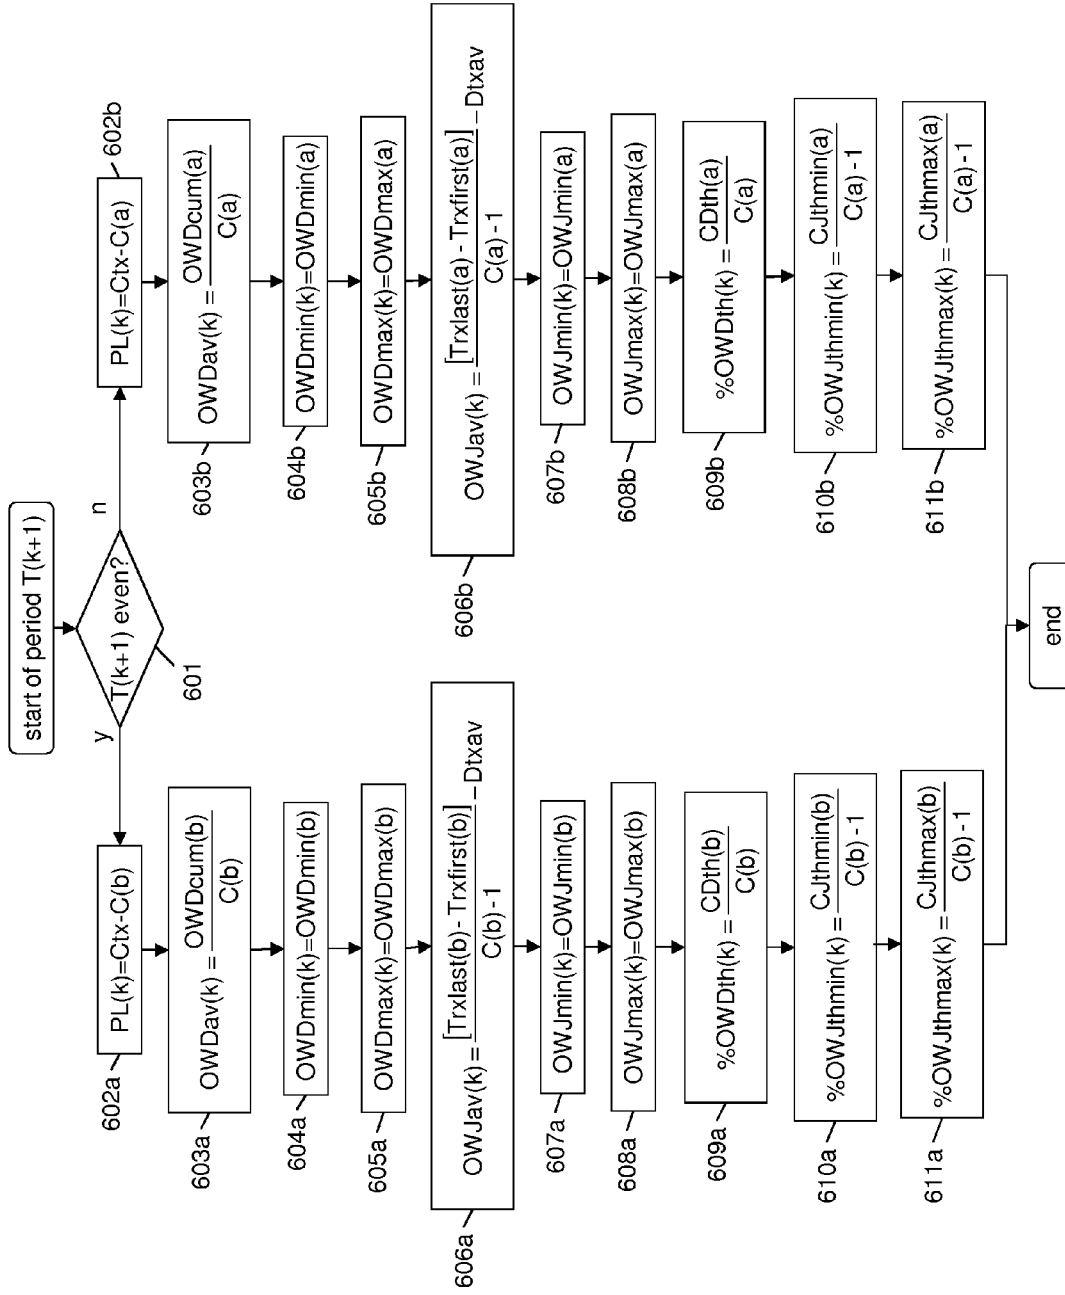 start of period T(k+1)
T(k+1) even?
601
y
n
PL(k)=Ctx-C(b)
602a
OWDav(k) = OWDcum(b)
C(b)
603a
OWDmin(k)=OWDmin(b)
604a
OWDmax(k)=OWDmax(b)
605a
OWJav(k) = [Trxlast(b) - Trxfirst(b)] - Dtxav
C(b) - 1
606a
OWJmin(k)=OWJmin(b)
607a
OWJmax(k)=OWJmax(b)
608a
%OWDth(k) = CDth(b)
C(b)
609a
%OWJthmin(k) = CJthmin(b)
C(b) - 1
610a
%OWJthmax(k) = CJthmax(b)
C(b) - 1
611a
PL(k)=Ctx-C(a)
602b
OWDav(k) = OWDcum(a)
C(a)
603b
OWDmin(k)=OWDmin(a)
604b
OWDmax(k)=OWDmax(a)
605b
OWJav(k) = [Trxlast(a) - Trxfirst(a)] - Dtxav
C(a) - 1
606b
OWJmin(k)=OWJmin(a)
607b
OWJmax(k)=OWJmax(a)
608b
%OWDth(k) = CDth(a)
C(a)
609b
%OWJthmin(k) = CJthmin(a)
C(a) - 1
610b
%OWJthmax(k) = CJthmax(a)
C(a) - 1
611b
end